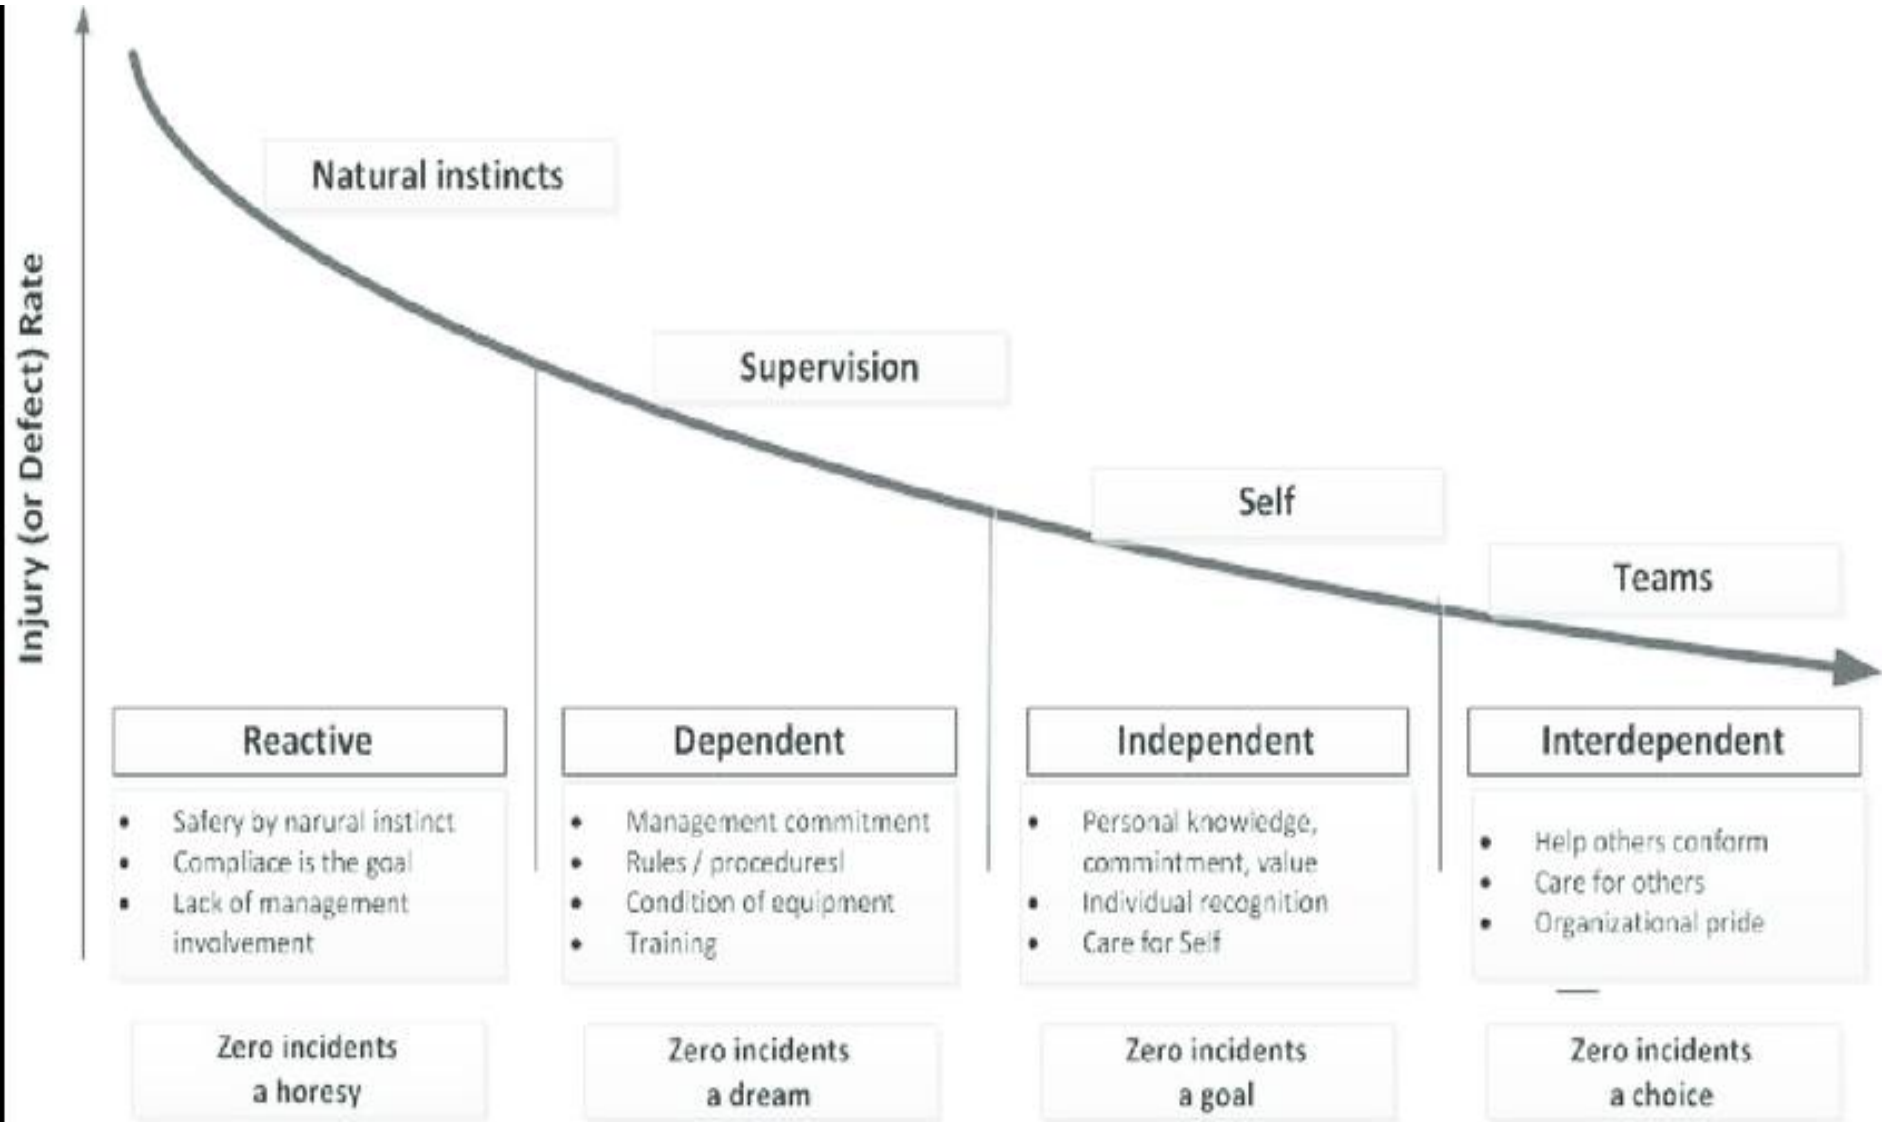 Injury (or Defect) Rate
Natural instincts
Supervision
Self
Teams
Reactive
• Safery by narural instinct
• Compliace is the goal
• Lack of management
involvement
Zero incidents
a horesy
Dependent
• Management commitment
• Rules / proceduresl
• Condition of equipment
• Training
Zero incidents
a dream
Independent
• Personal knowledge,
commintment, value
• Individual recognition
• Care for Self
Zero incidents
a goal
Interdependent
• Help others conform
• Care for others
• Organizational pride
Zero incidents
a choice